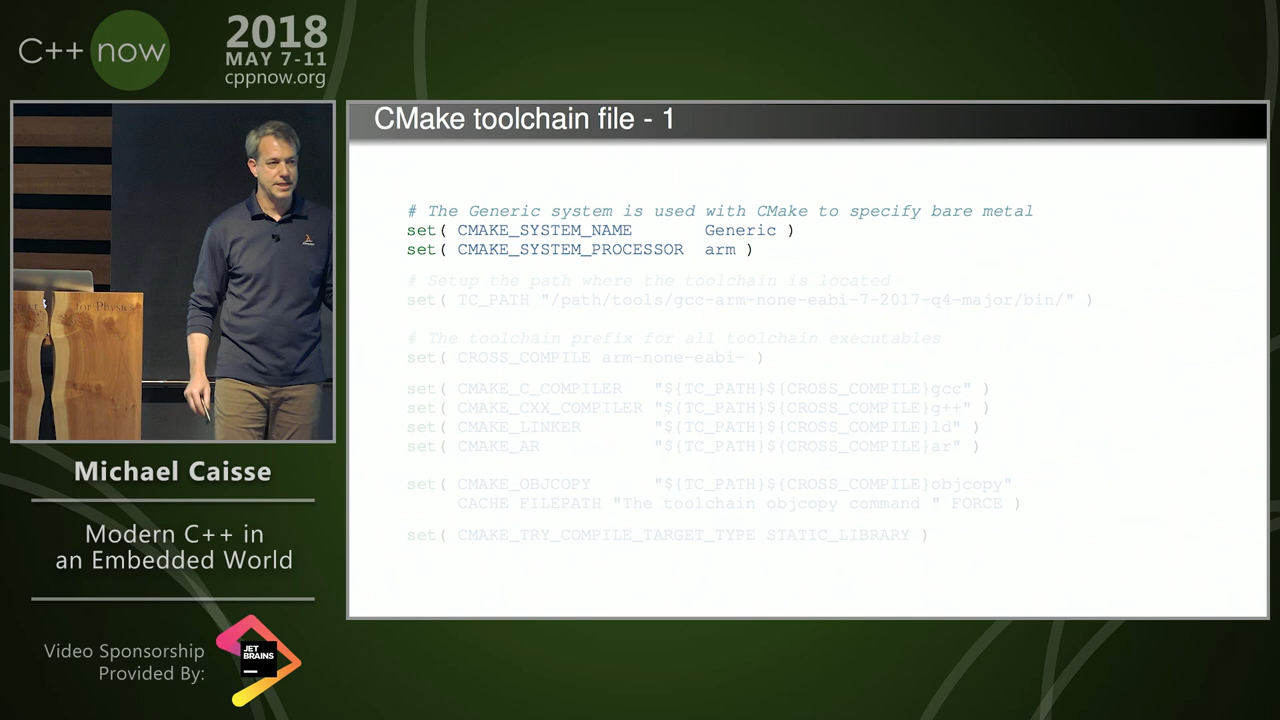 C++ now
2018
MAY 7-11
cppnow.org
CMake toolchain file - 1
# The Generic system is used with CMake to specify bare metal
set( CMAKE_SYSTEM_NAME Generic )
set( CMAKE_SYSTEM_PROCESSOR arm )
# Setup the path where the toolchain is located
set( TC_PATH "/path/tools/gcc-arm-none-eabi-7-2017-q4-major/bin/" )
# The toolchain prefix for all toolchain executables
set( CROSS_COMPILE arm-none-eabi- )
set( CMAKE_C_COMPILER "${TC_PATH}${CROSS_COMPILE}gcc" )
set( CMAKE_CXX_COMPILER "${TC_PATH}${CROSS_COMPILE}g++" )
set( CMAKE_LINKER "${TC_PATH}${CROSS_COMPILE}ld" )
set( CMAKE_AR "${TC_PATH}${CROSS_COMPILE}ar" )
set( CMAKE_OBJCOPY "${TC_PATH}${CROSS_COMPILE}objcopy"
CACHE FILEPATH "The toolchain objcopy command " FORCE )
set( CMAKE_TRY_COMPILE_TARGET_TYPE STATIC_LIBRARY )
for Physics
Michael Caisse
Modern C++ in
an Embedded World
Video Sponsorship
Provided By:
JET
BRAINS